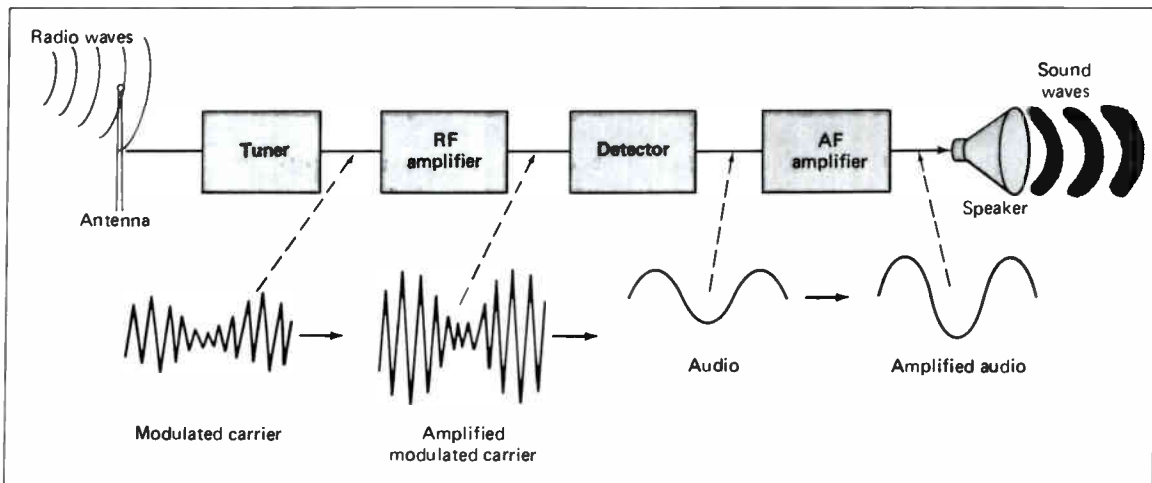 Radio waves
Antenna
Tuner
RF
amplifier
Detector
AF
amplifier
Speaker
Sound
waves
Modulated carrier
Amplified
modulated carrier
Audio
Amplified audio